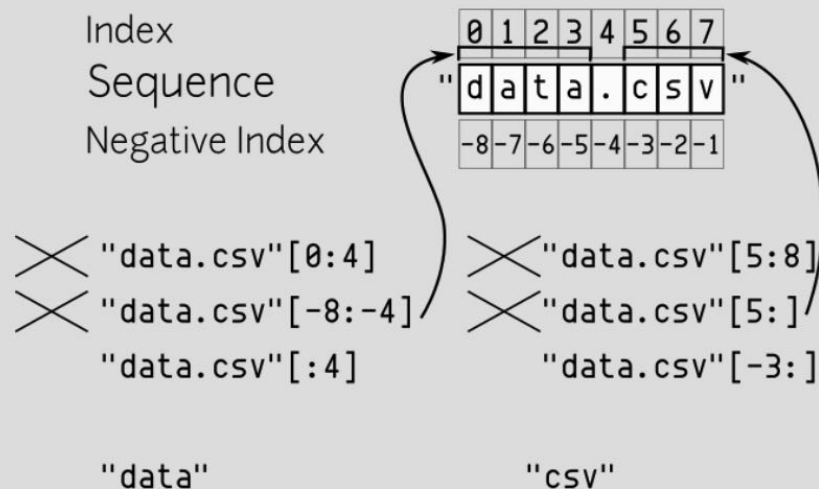 Index 0 1 2 3 4 5 6 7
Sequence "data.csv"
Negative Index -8 -7 -6 -5 -4 -3 -2 -1
"data.csv"[0:4] "data.csv"[5:8]
"data.csv"[-8:-4] "data.csv"[5:]
"data.csv"[:4] "data.csv"[-3:]
"data" "csv"